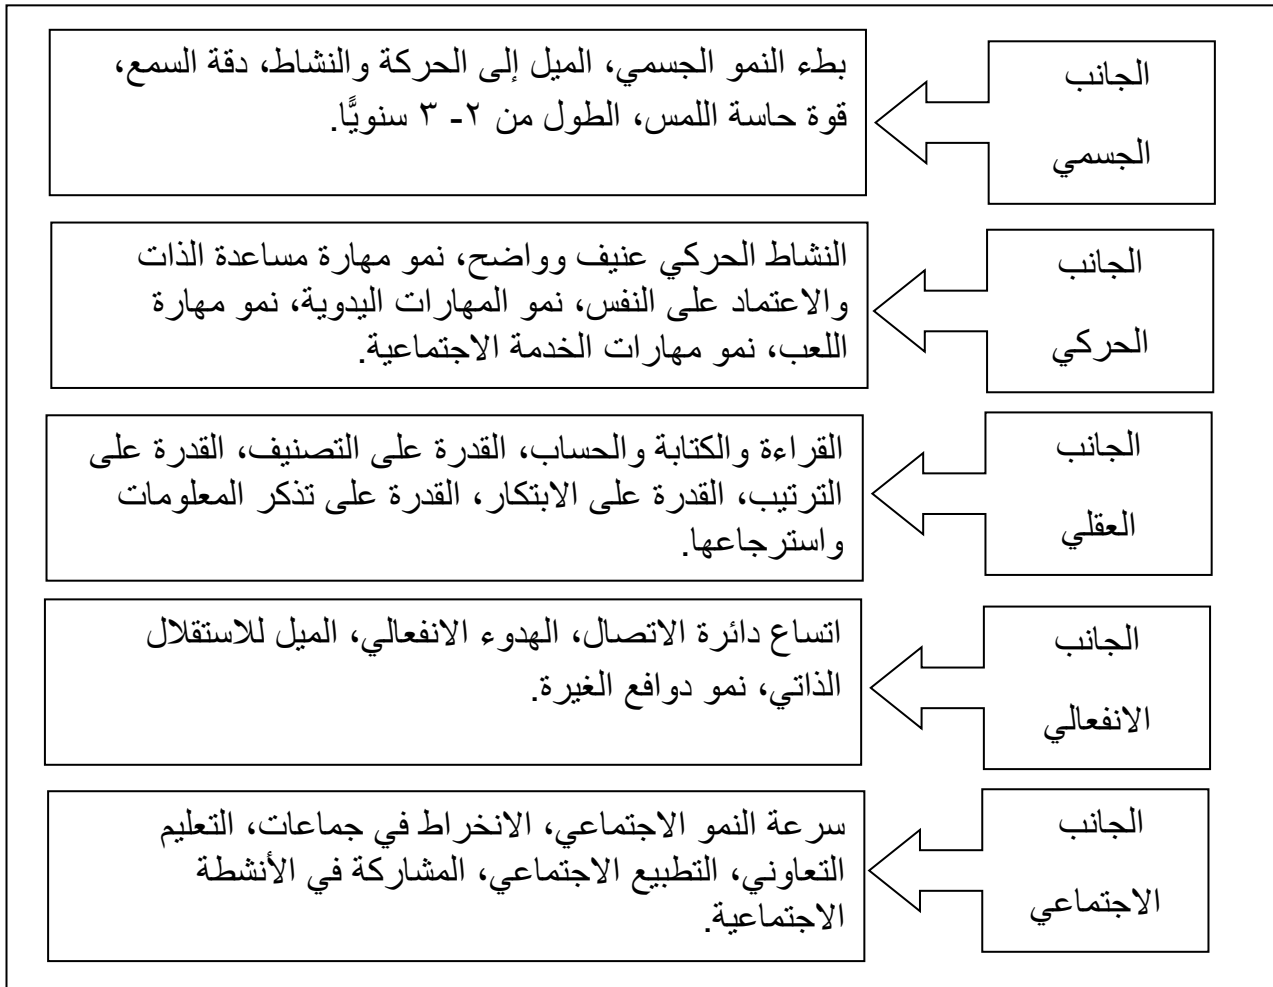 الجانب
الجسمي
بطء النمو الجسمي، الميل إلى الحركة والنشاط، دقة السمع،
قوة حاسة اللمس، الطول من ٢- ٣ سنويًّا.
الجانب
الحركي
النشاط الحركي عنيف وواضح، نمو مهارة مساعدة الذات
والاعتماد على النفس، نمو المهارات اليدوية، نمو مهارة
اللعب، نمو مهارات الخدمة الاجتماعية.
الجانب
العقلي
القراءة والكتابة والحساب، القدرة على التصنيف، القدرة على
الترتيب، القدرة على الابتكار، القدرة على تذكر المعلومات
واسترجاعها.
الجانب
الانفعالي
اتساع دائرة الاتصال، الهدوء الانفعالي، الميل للاستقلال
الذاتي، نمو دوافع الغيرة.
الجانب
الاجتماعي
سرعة النمو الاجتماعي، الانخراط في جماعات، التعليم
التعاوني، التطبيع الاجتماعي، المشاركة في الأنشطة
الاجتماعية.